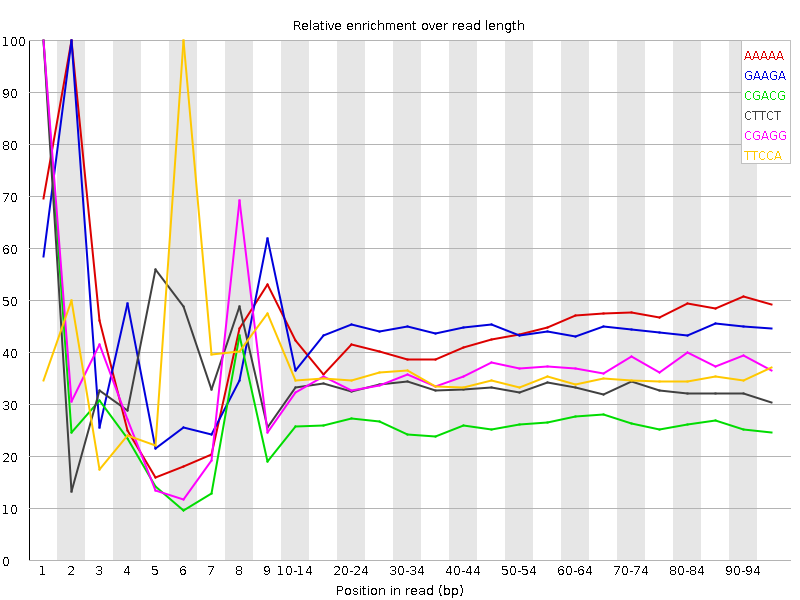 Relative enrichment over read length
100
90
80
70
60
50
40
30
20
10
0
AAAAA
GAAGA
CGACG
CTTCT
CGAGG
TTCCA
1 2 3 4 5 6 7 8 9 10-14 20-24 30-34 40-44 50-54 60-64 70-74 80-84 90-94
Position in read (bp)